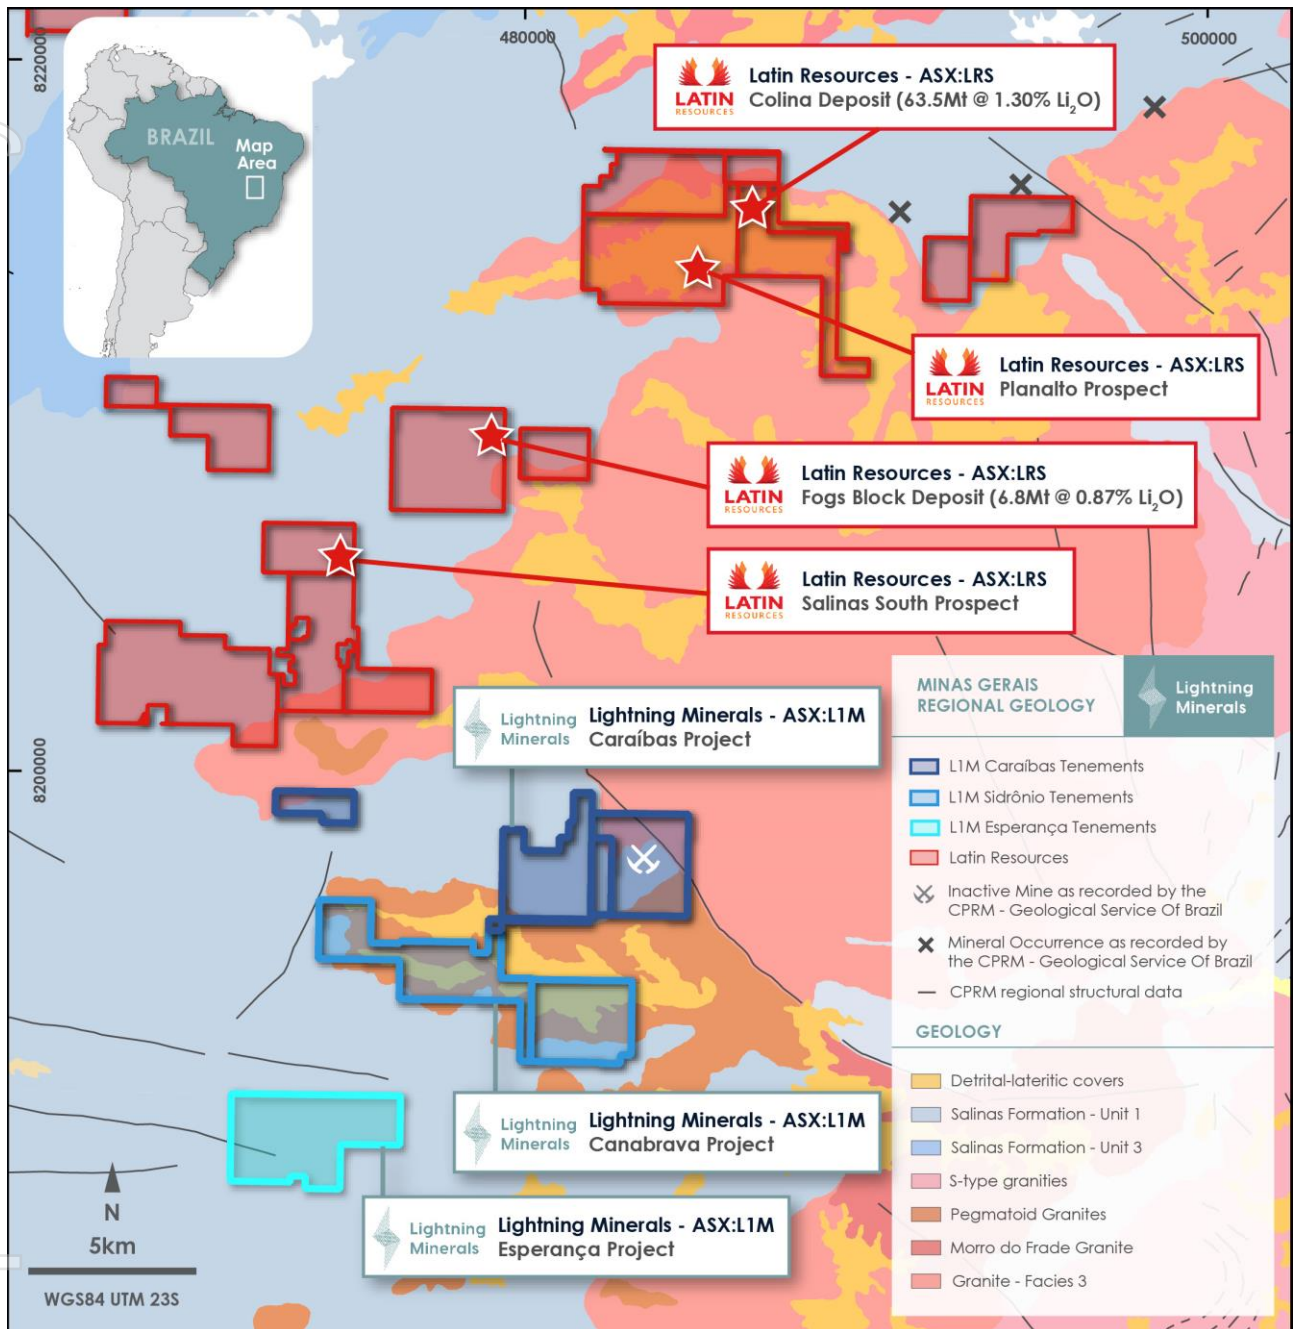 480000
500000
8220000
8200000
BRAZIL
Map
Area
LATIN
RESOURCES
Latin Resources - ASX:LRS
Colina Deposit (63.5Mt @ 1.30% Li₂O)
LATIN
RESOURCES
Latin Resources - ASX:LRS
Planalto Prospect
LATIN
RESOURCES
Latin Resources - ASX:LRS
Fogs Block Deposit (6.8Mt @ 0.87% Li₂O)
LATIN
RESOURCES
Latin Resources - ASX:LRS
Salinas South Prospect
Lightning
Minerals
Lightning Minerals - ASX:L1M
Caraíbas Project
Lightning
Minerals
Lightning Minerals - ASX:L1M
Canabrava Project
Lightning
Minerals
Lightning Minerals - ASX:L1M
Esperança Project
N
5km
WGS84 UTM 23S
MINAS GERAIS
REGIONAL GEOLOGY
Lightning
Minerals
L1M Caraíbas Tenements
L1M Sidrônio Tenements
L1M Esperança Tenements
Latin Resources
Inactive Mine as recorded by the
CPRM - Geological Service Of Brazil
Mineral Occurrence as recorded by
the CPRM - Geological Service Of Brazil
CPRM regional structural data
GEOLOGY
Detrital-lateritic covers
Salinas Formation - Unit 1
Salinas Formation - Unit 3
S-type granities
Pegmatoid Granites
Morro do Frade Granite
Granite - Facies 3